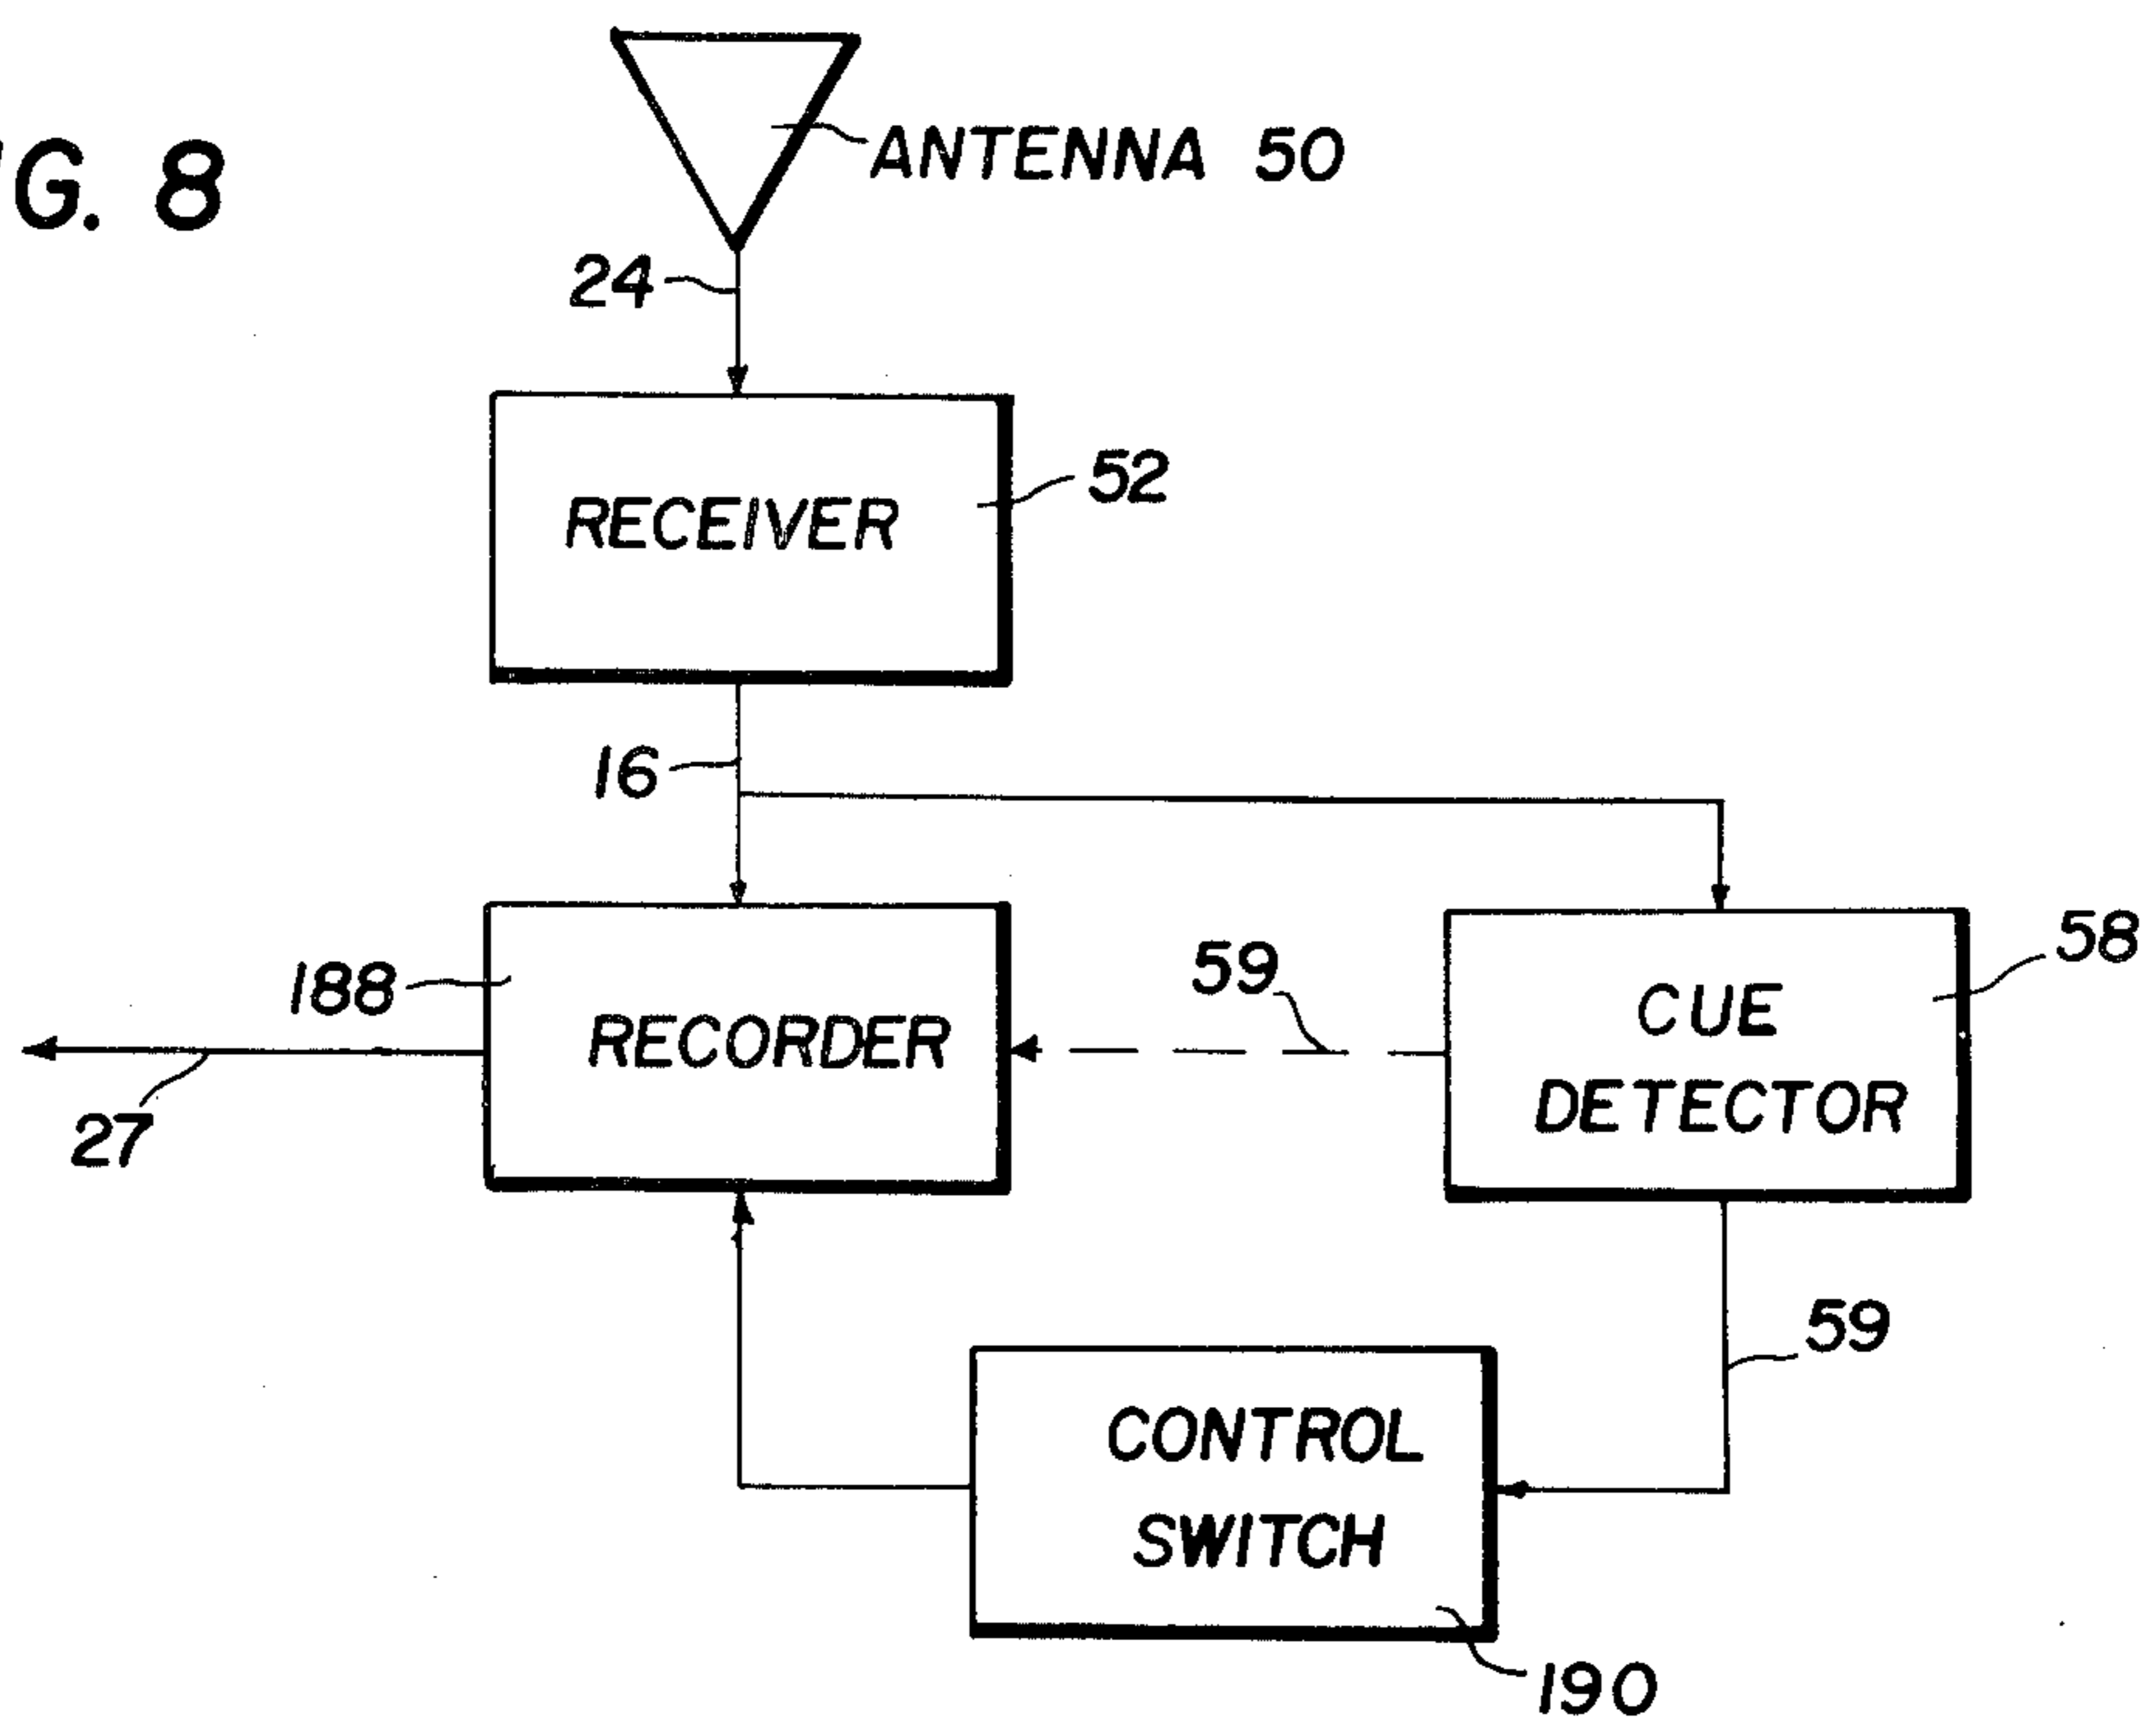 G. 8
ANTENNA 50
24
RECEIVER
52
16
188
RECORDER
59
CUE
DETECTOR
58
27
59
CONTROL
SWITCH
190